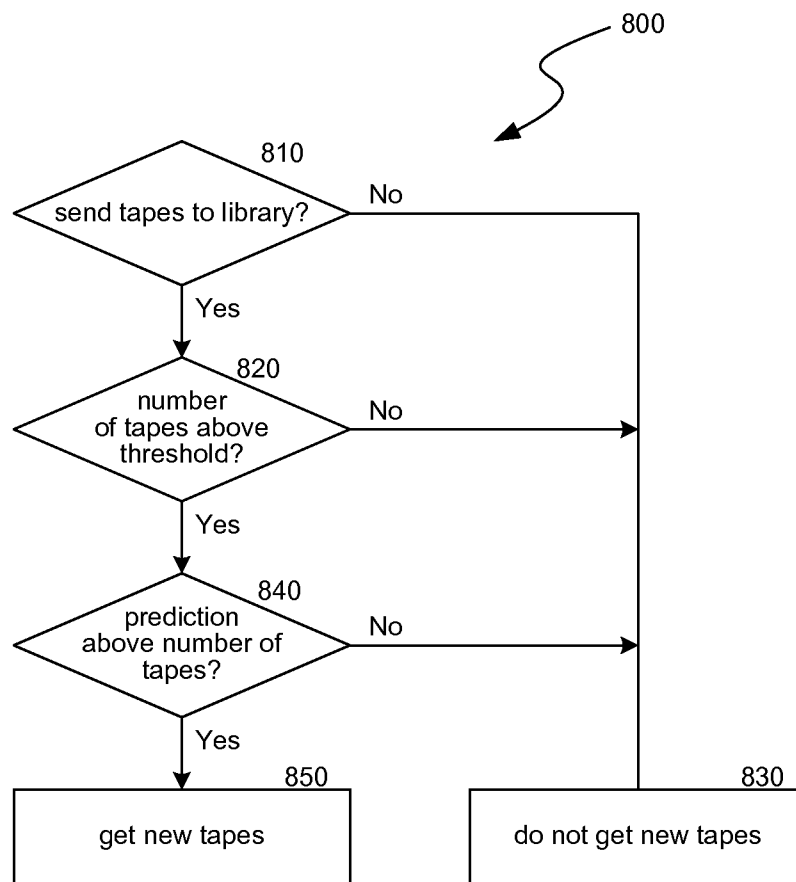 800
810
send tapes to library?
No
Yes
820
number
of tapes above
threshold?
No
Yes
840
prediction
above number of
tapes?
No
Yes
850
get new tapes
830
do not get new tapes